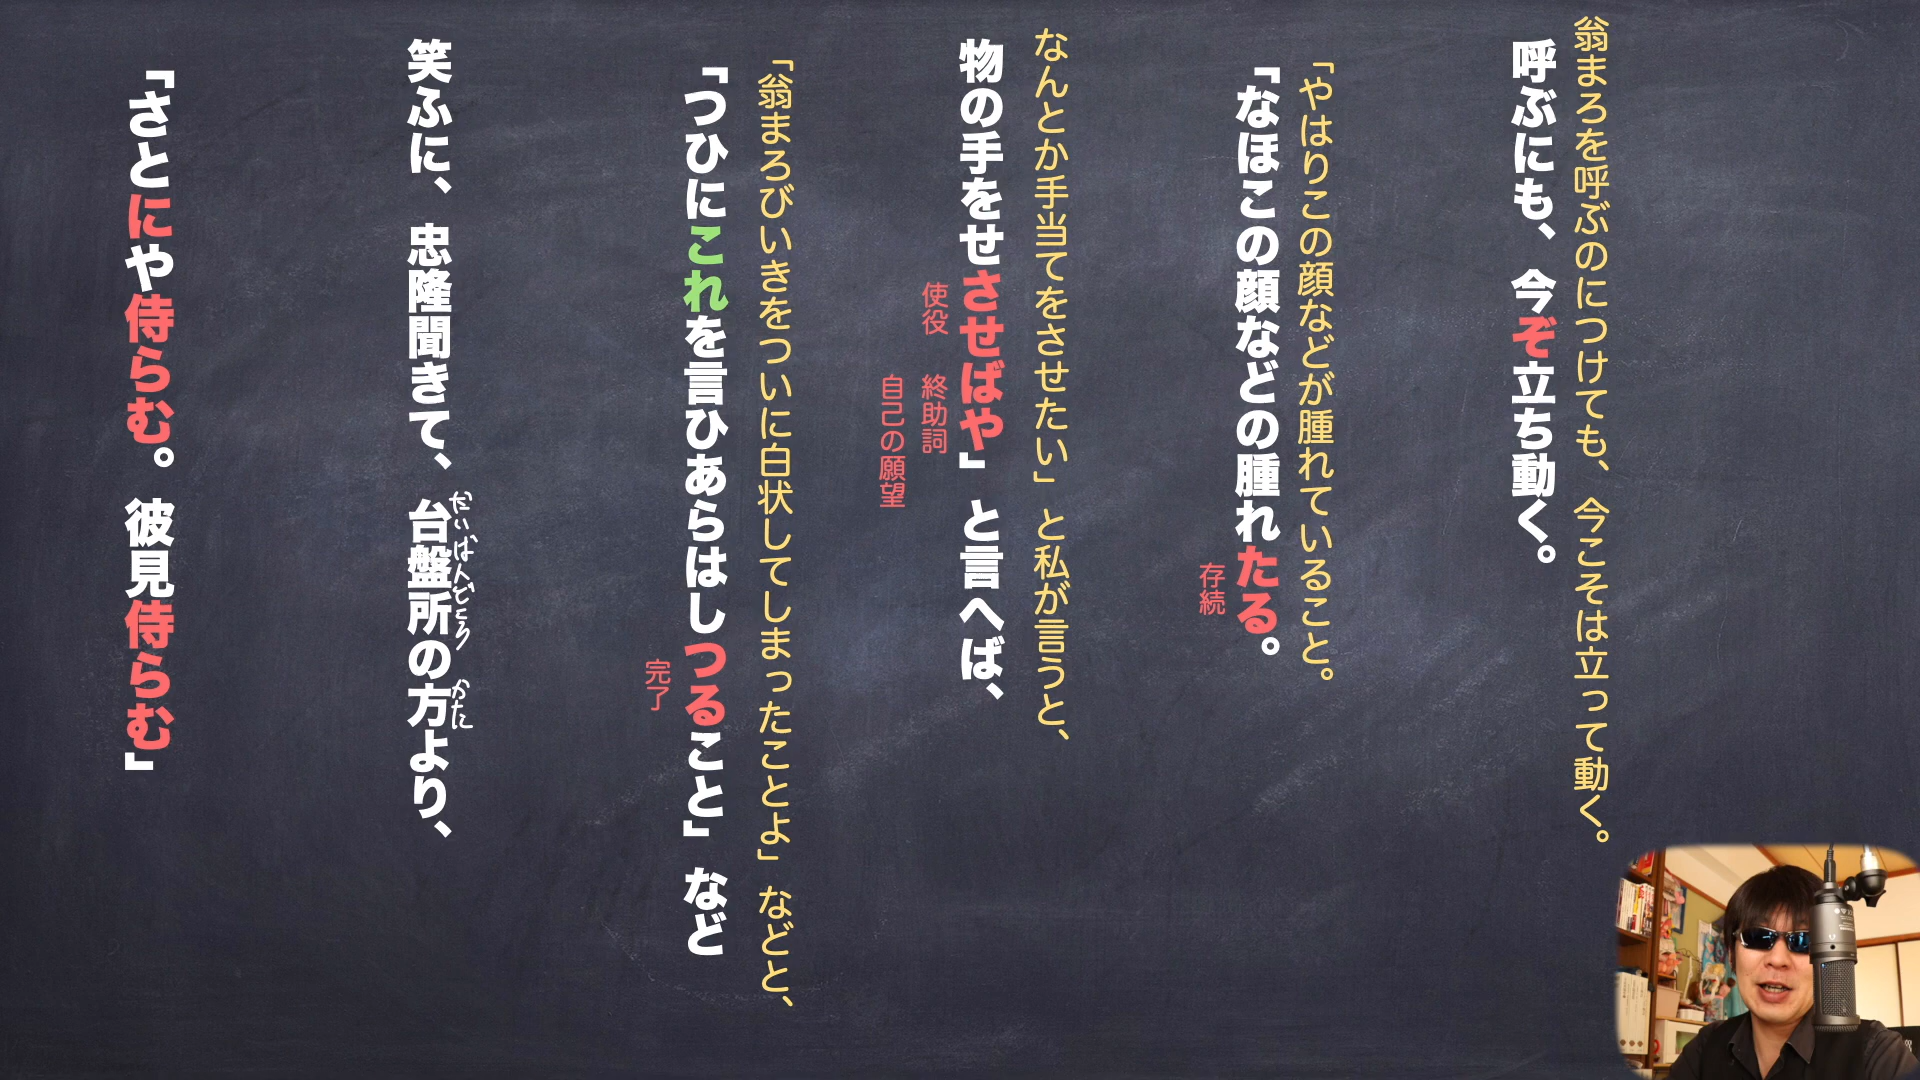 翁まろを呼ぶのにつけても、今こそは立って動く。
呼ぶにも、今ぞ立ち動く。
「やはりこの顔などが腫れていること。
「なほこの顔などの腫れたる。
存続
なんとか手当てをさせたい」と私が言うと、
物の手をせさせばや」と言へば、
使役 終助詞
自己の願望
「翁まろびいきをついに白状してしまったことよ」などと、
「つひにこれを言ひあらはしつること」など
完了
だいばんどころ かた
笑ふに、忠隆聞きて、台盤所の方より、
「さとにや侍らむ。彼見侍らむ」